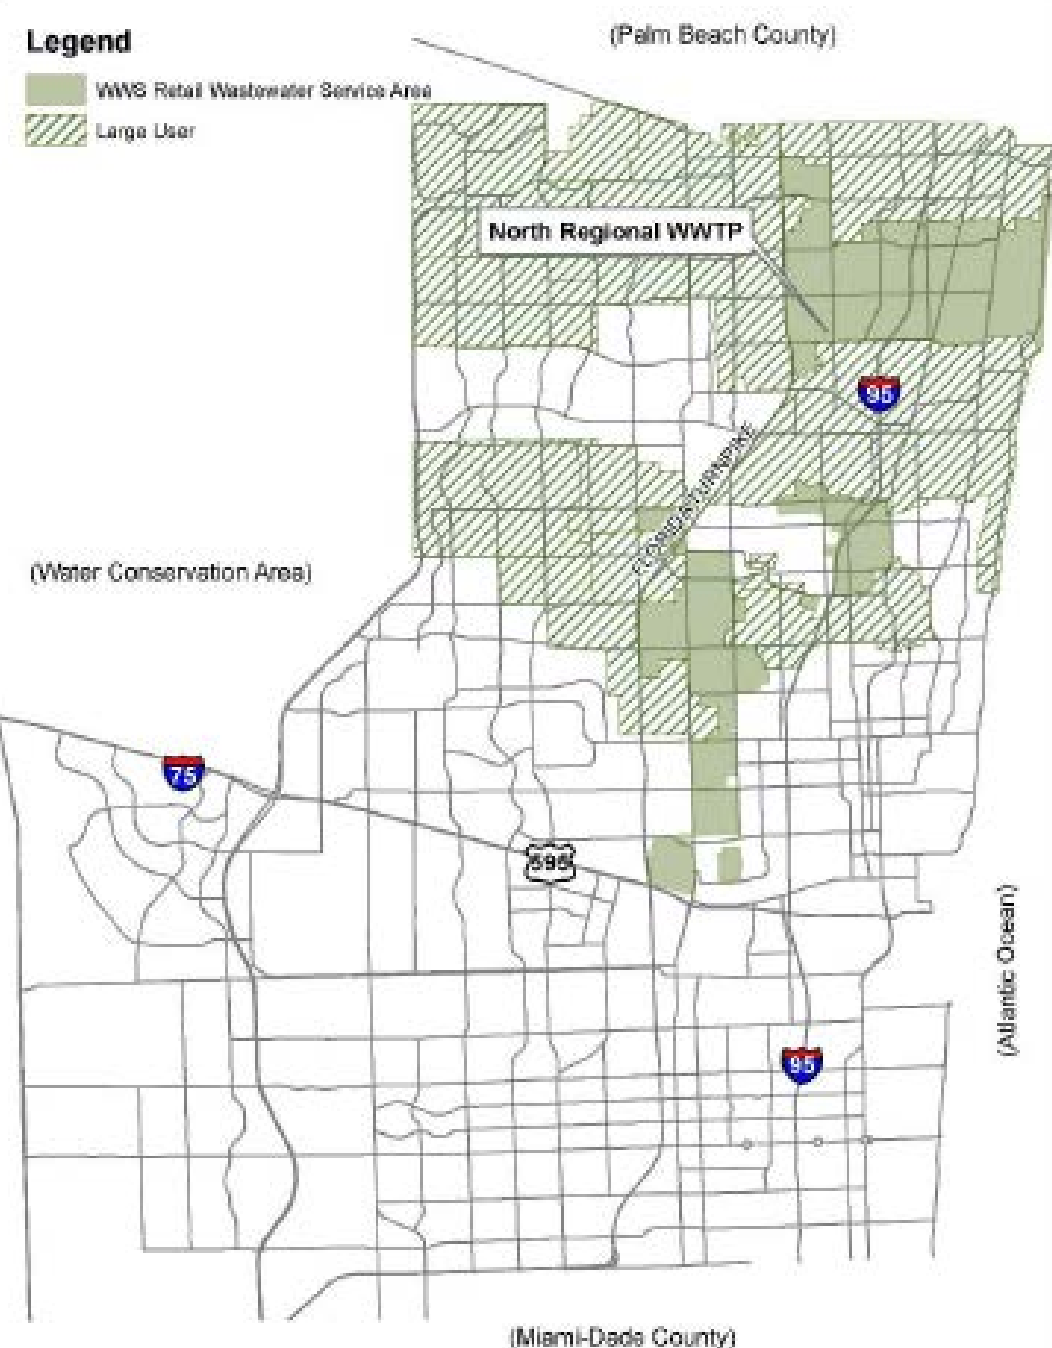 (Palm Beach County)
Legend
WWS Retail Wastewater Service Area
Large User
North Regional WWTP
95
FLORIDA TURNPIKE
(Water Conservation Area)
75
595
(Atlantic Ocean)
95
(Miami-Dade County)